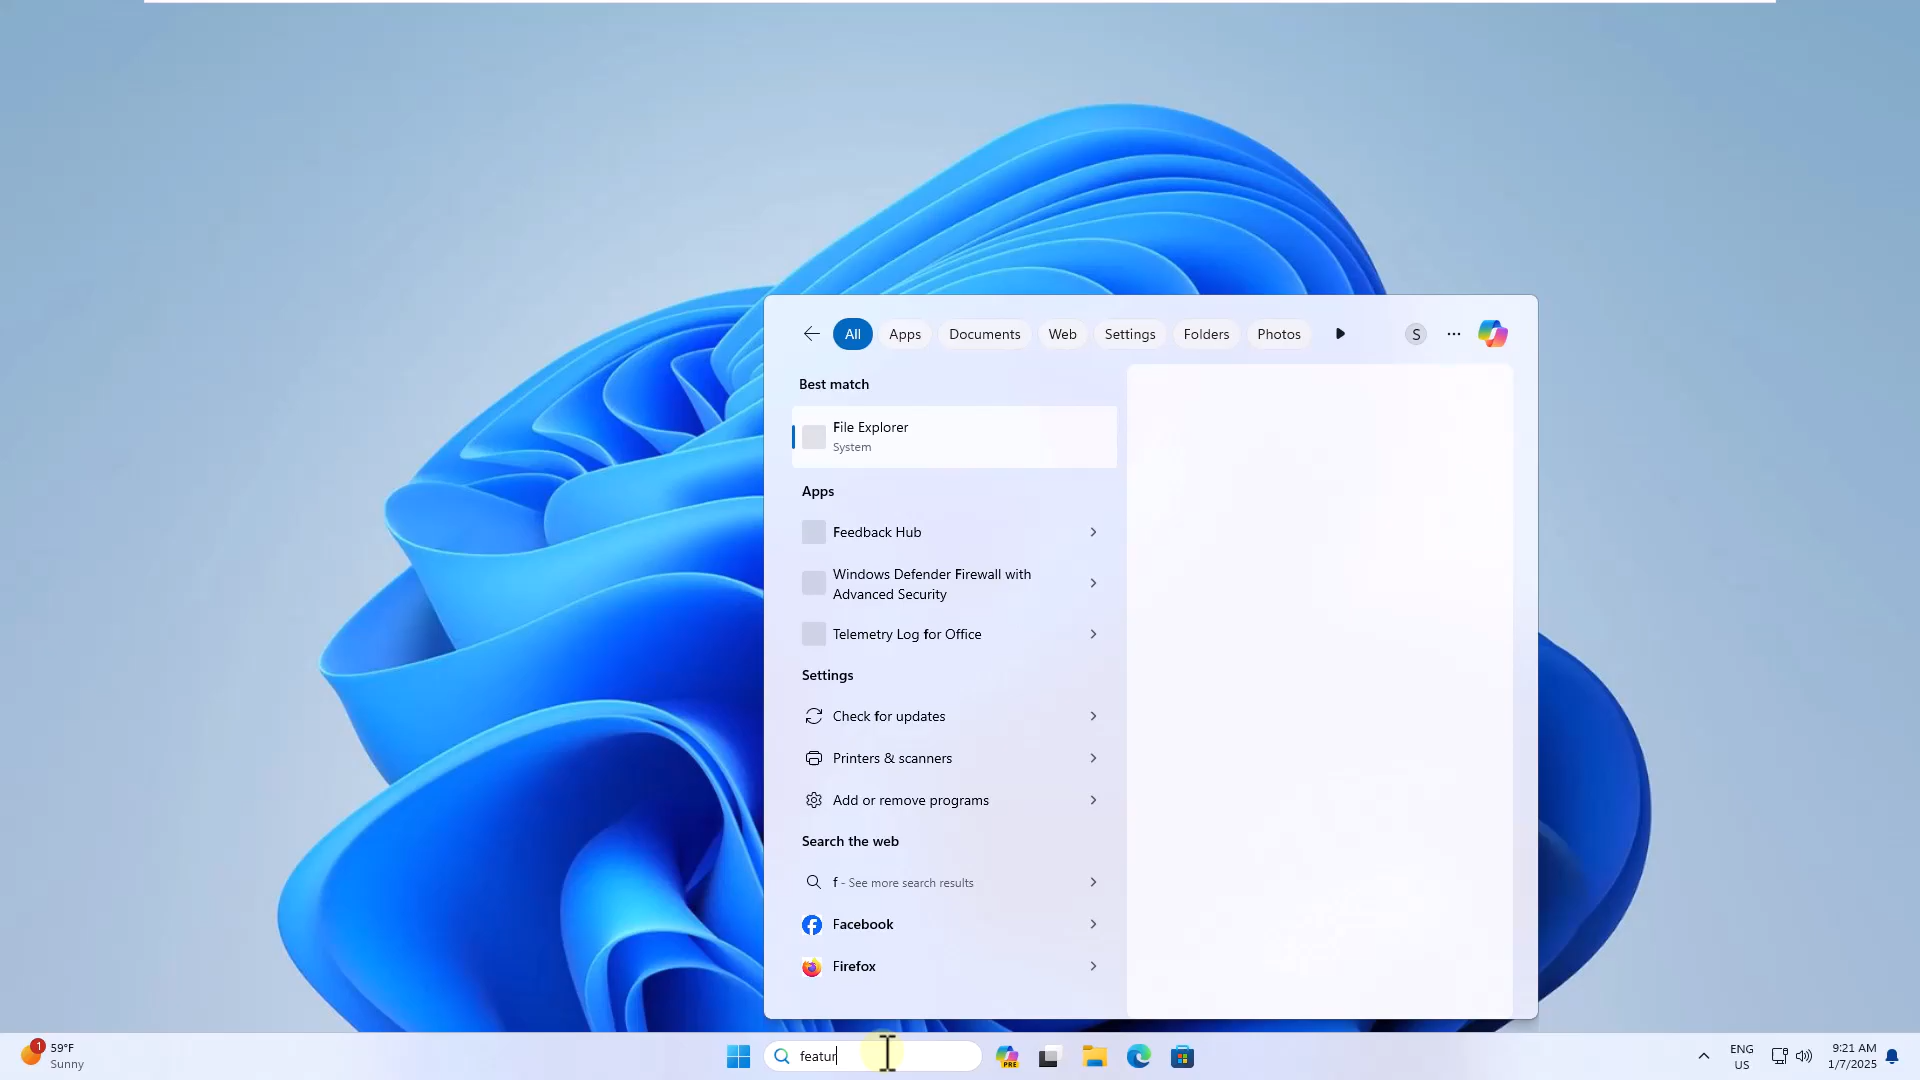 All
Apps
Documents
Web
Settings
Folders
Photos
S
Best match
File Explorer
System
Apps
Feedback Hub
Windows Defender Firewall with
Advanced Security
Telemetry Log for Office
Settings
Check for updates
Printers & scanners
Add or remove programs
Search the web
f - See more search results
Facebook
Firefox
1
59°F
Sunny
featur
PRE
ENG
US
9:21 AM
1/7/2025